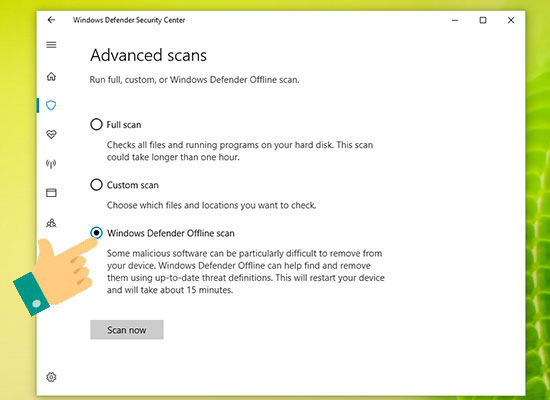 Windows Defender Security Center
Advanced scans
Run full, custom, or Windows Defender Offline scan.
Full scan
Checks all files and running programs on your hard disk. This scan
could take longer than one hour.
Custom scan
Choose which files and locations you want to check.
Windows Defender Offline scan
Some malicious software can be particularly difficult to remove from
your device. Windows Defender Offline can help find and remove
them using up-to-date threat definitions. This will restart your device
and will take about 15 minutes.
Scan now